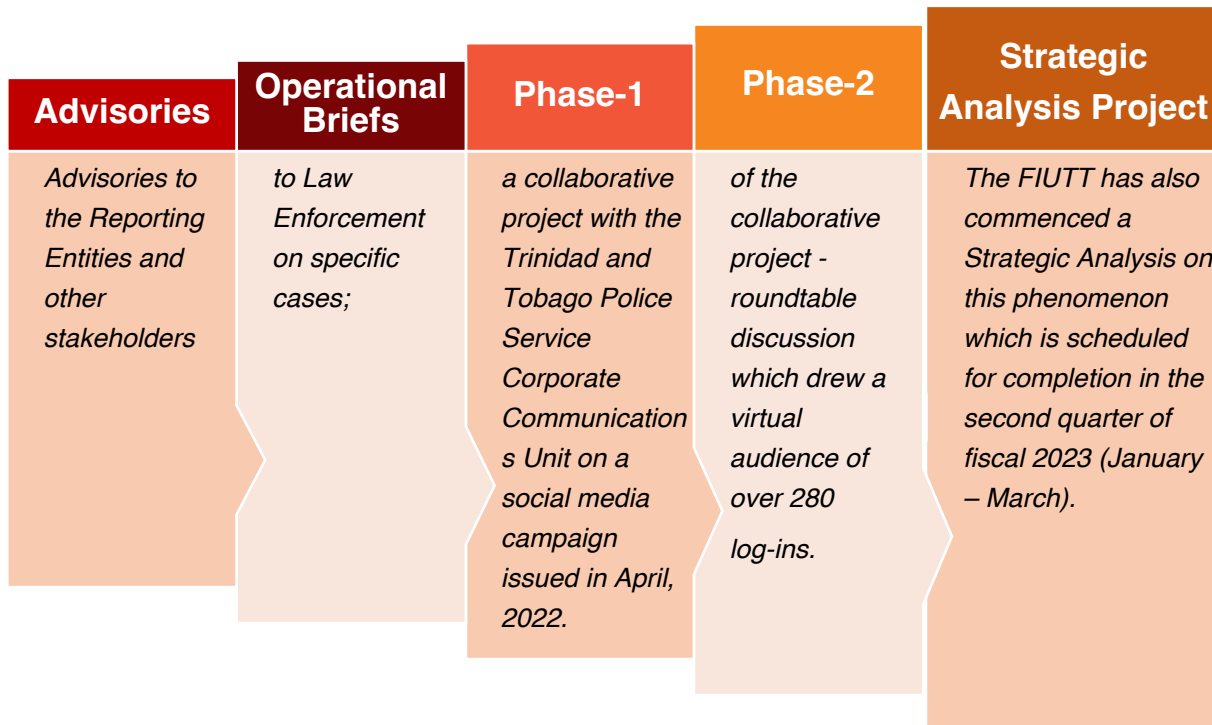 Advisories
Advisories to
the Reporting
Entities and
other
stakeholders
Operational
Briefs
to Law
Enforcement
on specific
cases;
Phase-1
a collaborative
project with the
Trinidad and
Tobago Police
Service
Corporate
Communication
s Unit on a
social media
campaign
issued in April,
2022.
Phase-2
of the
collaborative
project -
roundtable
discussion
which drew a
virtual
audience of
over 280
log-ins.
Strategic
Analysis Project
The FIUTT has also
commenced a
Strategic Analysis on
this phenomenon
which is scheduled
for completion in the
second quarter of
fiscal 2023 (January
– March).